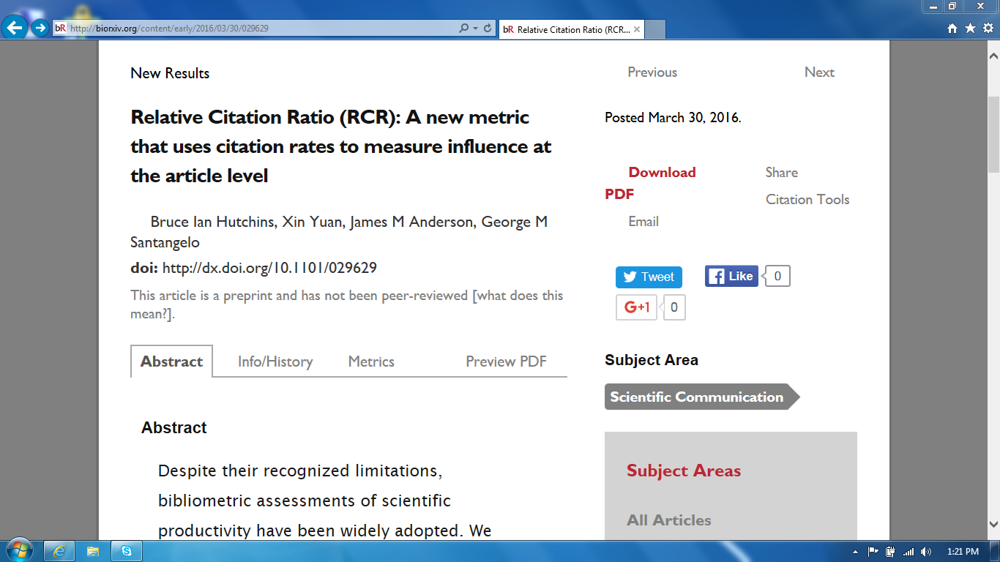 bR http://biorxiv.org/content/early/2016/03/30/029629
bR Relative Citation Ratio (RCR...
New Results
Previous
Next
Relative Citation Ratio (RCR): A new metric
that uses citation rates to measure influence at
the article level
Posted March 30, 2016.
Download
PDF
Share
Citation Tools
Email
Bruce Ian Hutchins, Xin Yuan, James M Anderson, George M
Santangelo
doi: http://dx.doi.org/10.1101/029629
This article is a preprint and has not been peer-reviewed [what does this
mean?].
Tweet
Like 0
G+1 0
Abstract Info/History Metrics Preview PDF
Subject Area
Scientific Communication
Abstract
Despite their recognized limitations,
bibliometric assessments of scientific
productivity have been widely adopted. We
Subject Areas
All Articles
1:21 PM